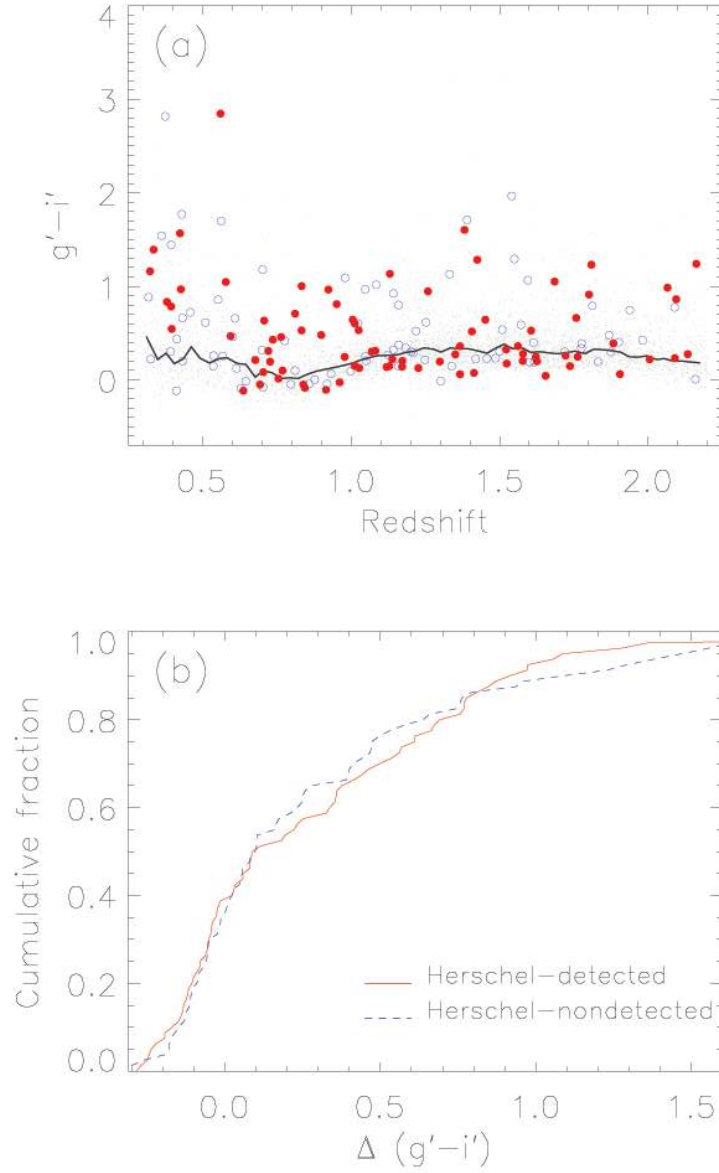 (a)
4
3
2
1
0
g′−i′
0.5 1.0 1.5 2.0
Redshift
(b)
1.0
0.8
0.6
0.4
0.2
0.0
Cumulative fraction
Herschel−detected
Herschel−nondetected
0.0 0.5 1.0 1.5
Δ (g′−i′)